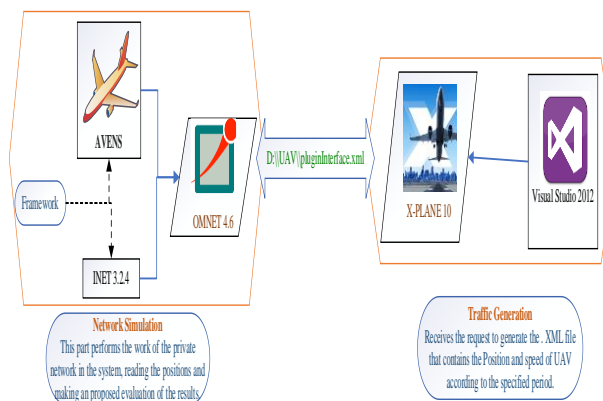 AVENS
Framework
INET 3.2.4
OMNET 4.6
D:\\UAV\\pluginInterface.xml
X
X-PLANE 10
Visual Studio 2012
Network Simulation
This part performs the work of the private
network in the system, reading the positions and
making an proposed evaluation of the results.
Traffic Generation
Receives the request to generate the . XML file
that contains the Position and speed of UAV
according to the specified period.